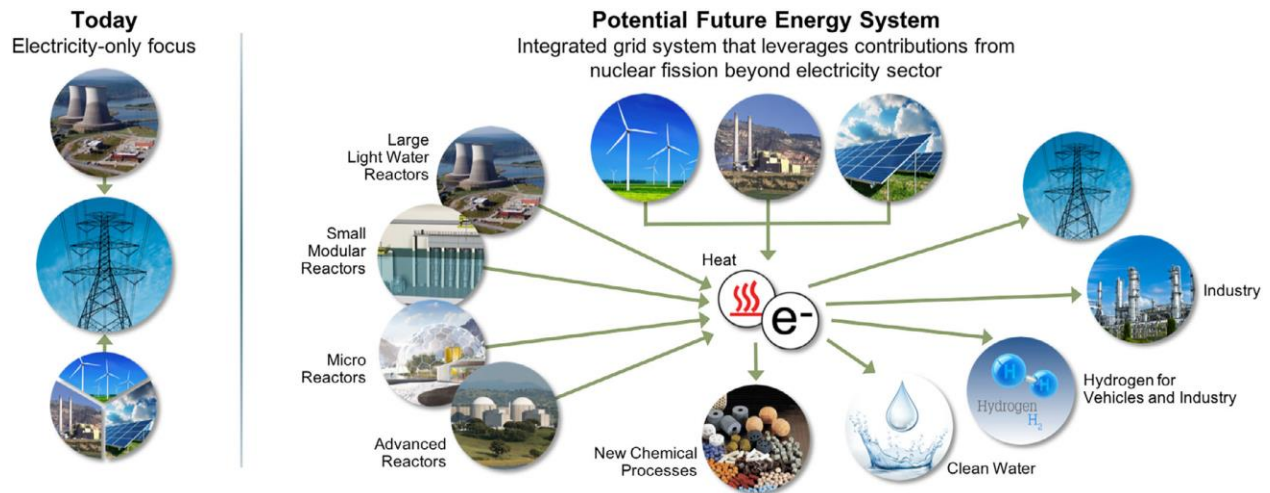 Today
Electricity-only focus
Potential Future Energy System
Integrated grid system that leverages contributions from
nuclear fission beyond electricity sector
Large
Light Water
Reactors
Small
Modular
Reactors
Micro
Reactors
Advanced
Reactors
Heat
e-
New Chemical
Processes
Clean Water
H H
Hydrogen
H2
Hydrogen for
Vehicles and Industry
Industry